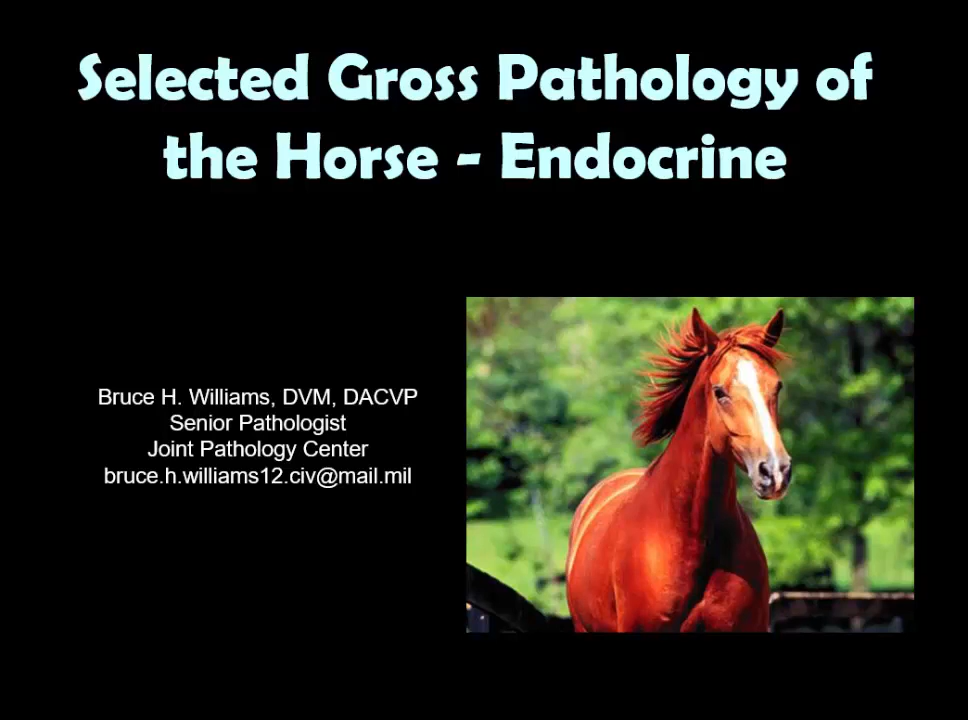 Selected Gross Pathology of
the Horse - Endocrine
Bruce H. Williams, DVM, DACVP
Senior Pathologist
Joint Pathology Center
bruce.h.williams12.civ@mail.mil